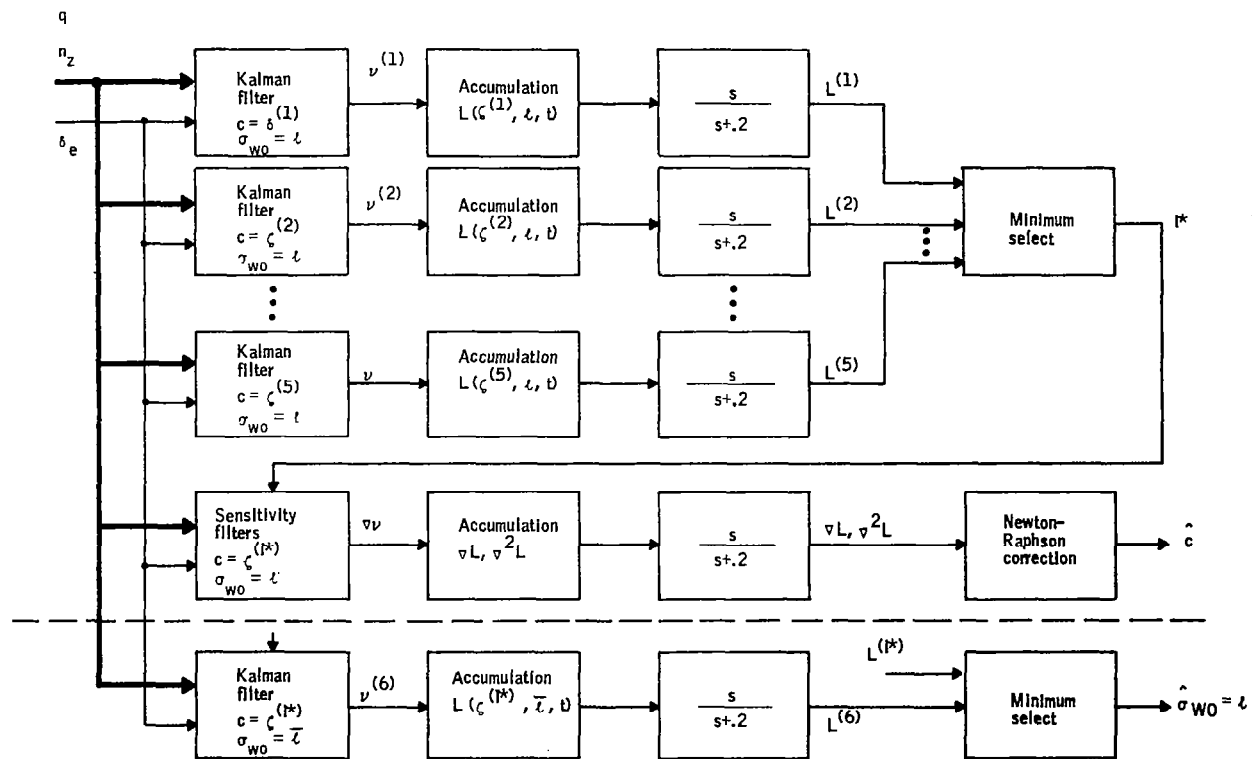 q
n_z
δ_e
Kalman
filter
c = δ^(1)
σ_wo = ℓ
ν^(1)
Accumulation
L(ζ^(1), ℓ, t)
s
s+.2
L^(1)
Kalman
filter
c = ζ^(2)
σ_wo = ℓ
ν^(2)
Accumulation
L(ζ^(2), ℓ, t)
s
s+.2
L^(2)
Minimum
select
i*
Kalman
filter
c = ζ^(5)
σ_wo = ℓ
ν
Accumulation
L(ζ^(5), ℓ, t)
s
s+.2
L^(5)
Sensitivity
filters
c = ζ^(i*)
σ_wo = ℓ
∇ν
Accumulation
∇L, ∇²L
s
s+.2
∇L, ∇²L
Newton-
Raphson
correction
ĉ
Kalman
filter
c = ζ^(i*)
σ_wo = ℓ̅
ν^(6)
Accumulation
L(ζ^(i*), ℓ̅, t)
s
s+.2
L^(i*)
L^(6)
Minimum
select
σ̂_WO = ℓ